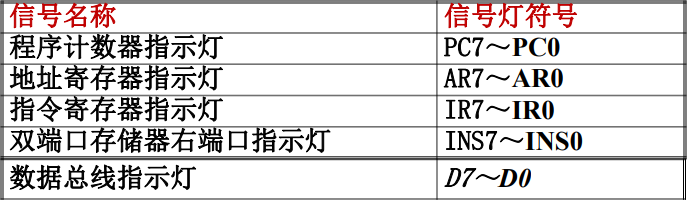 信号名称 信号灯符号
程序计数器指示灯 PC7~PC0
地址寄存器指示灯 AR7~AR0
指令寄存器指示灯 IR7~IR0
双端口存储器右端口指示灯 INS7~INS0
数据总线指示灯 D7~D0